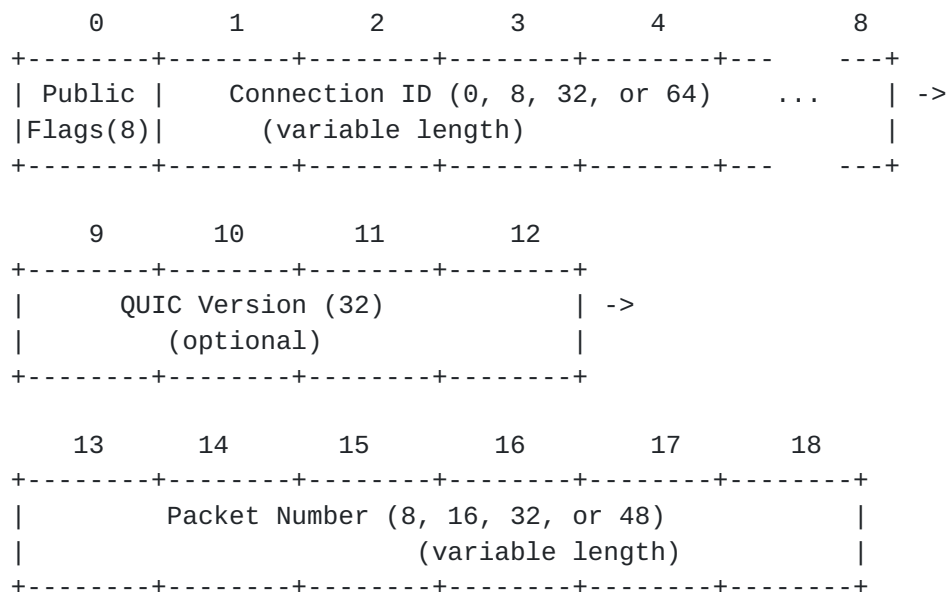 0        1        2        3        4            8
+--------+--------+--------+--------+--------+---    ---+
| Public |    Connection ID (0, 8, 32, or 64)    ...    | ->
|Flags(8)|      (variable length)                       |
+--------+--------+--------+--------+--------+---    ---+

     9       10       11        12
+--------+--------+--------+--------+
|      QUIC Version (32)            | ->
|         (optional)                |
+--------+--------+--------+--------+

    13      14       15        16        17       18
+--------+--------+--------+--------+--------+--------+
|         Packet Number (8, 16, 32, or 48)            |
|                         (variable length)           |
+--------+--------+--------+--------+--------+--------+